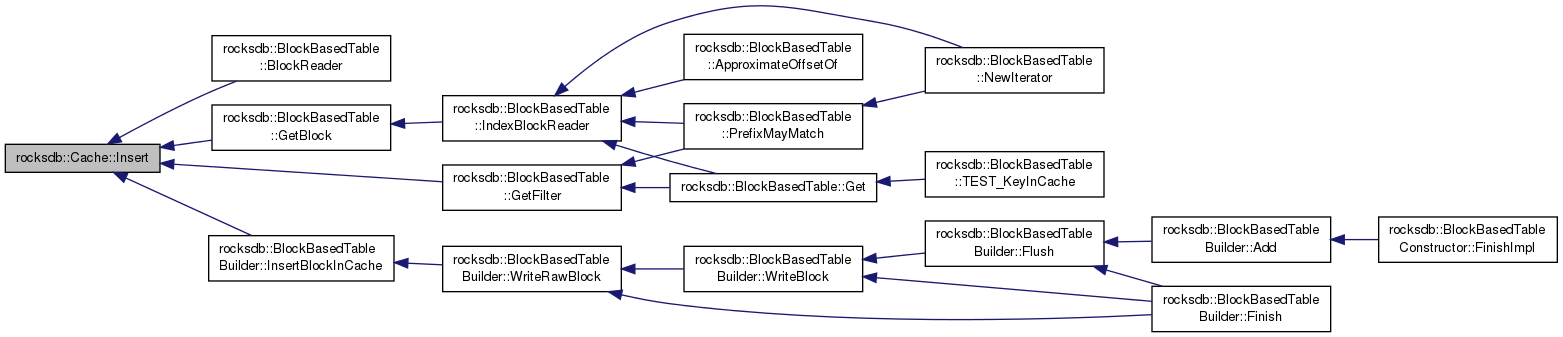 rocksdb::Cache::Insert
rocksdb::BlockBasedTable
::BlockReader
rocksdb::BlockBasedTable
::GetBlock
rocksdb::BlockBasedTable
::GetFilter
rocksdb::BlockBasedTable
Builder::InsertBlockInCache
rocksdb::BlockBasedTable
::IndexBlockReader
rocksdb::BlockBasedTable
::ApproximateOffsetOf
rocksdb::BlockBasedTable
::PrefixMayMatch
rocksdb::BlockBasedTable::Get
rocksdb::BlockBasedTable
::NewIterator
rocksdb::BlockBasedTable
::TEST_KeyInCache
rocksdb::BlockBasedTable
Builder::WriteRawBlock
rocksdb::BlockBasedTable
Builder::WriteBlock
rocksdb::BlockBasedTable
Builder::Flush
rocksdb::BlockBasedTable
Builder::Add
rocksdb::BlockBasedTable
Constructor::FinishImpl
rocksdb::BlockBasedTable
Builder::Finish